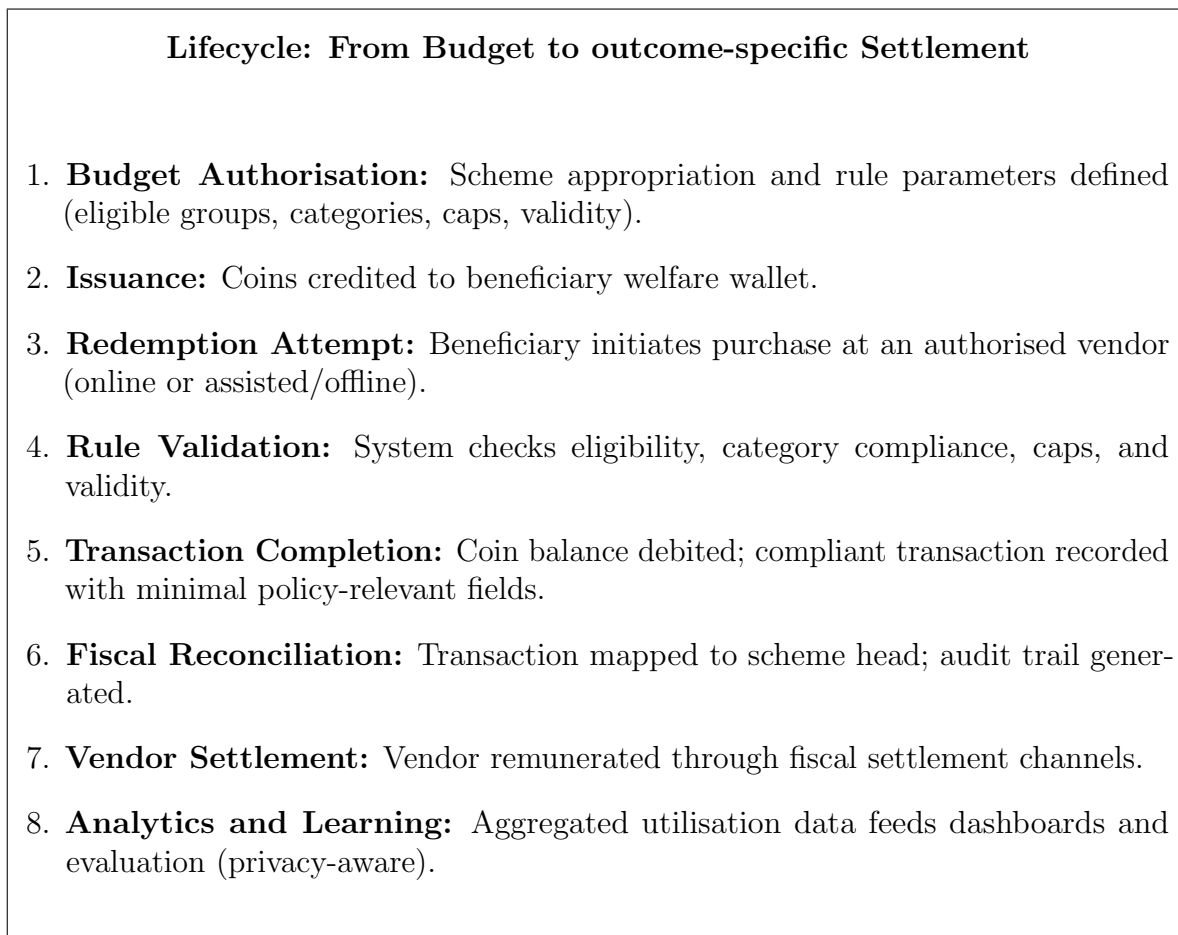 Lifecycle: From Budget to outcome-specific Settlement
1. Budget Authorisation: Scheme appropriation and rule parameters defined
(eligible groups, categories, caps, validity).
2. Issuance: Coins credited to beneficiary welfare wallet.
3. Redemption Attempt: Beneficiary initiates purchase at an authorised vendor
(online or assisted/offline).
4. Rule Validation: System checks eligibility, category compliance, caps, and
validity.
5. Transaction Completion: Coin balance debited; compliant transaction recorded
with minimal policy-relevant fields.
6. Fiscal Reconciliation: Transaction mapped to scheme head; audit trail gener-
ated.
7. Vendor Settlement: Vendor remunerated through fiscal settlement channels.
8. Analytics and Learning: Aggregated utilisation data feeds dashboards and
evaluation (privacy-aware).